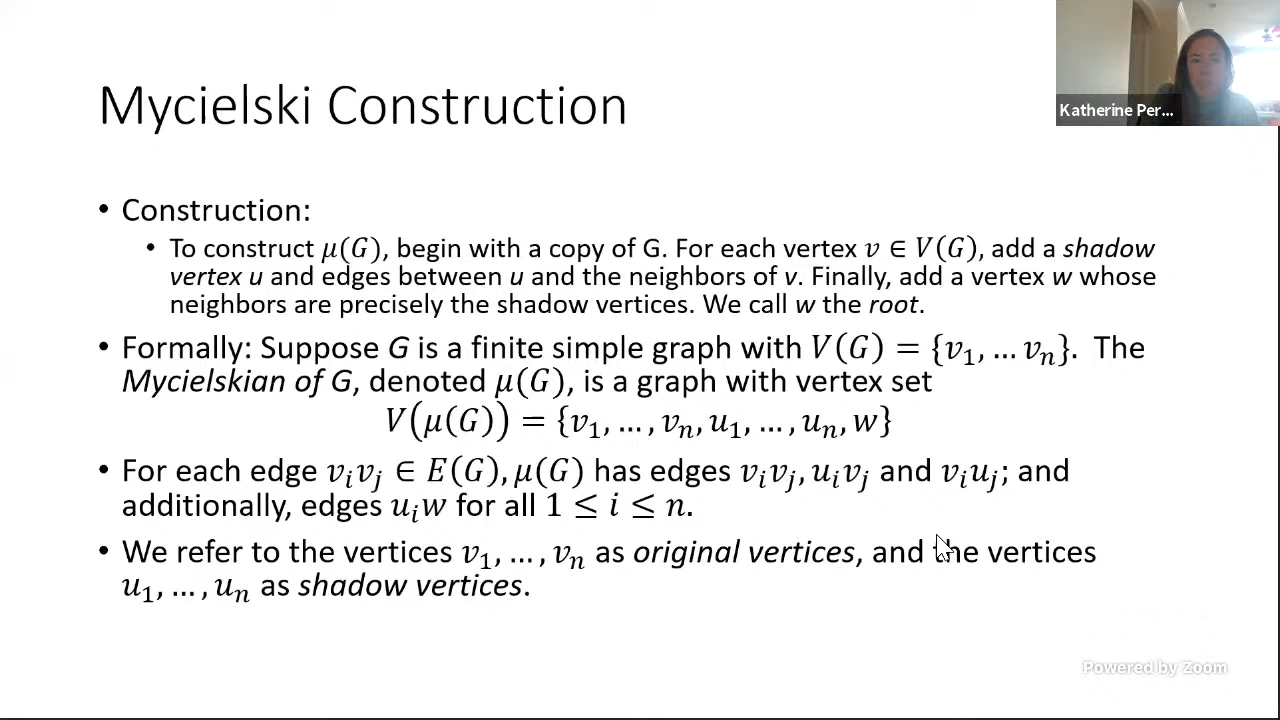 Katherine Per...
Mycielski Construction
• Construction:
• To construct μ(G), begin with a copy of G. For each vertex v ∈ V(G), add a shadow
vertex u and edges between u and the neighbors of v. Finally, add a vertex w whose
neighbors are precisely the shadow vertices. We call w the root.
• Formally: Suppose G is a finite simple graph with V(G) = {v₁, … vₙ}. The
Mycielskian of G, denoted μ(G), is a graph with vertex set
V(μ(G)) = {v₁, …, vₙ, u₁, …, uₙ, w}
• For each edge vᵢvⱼ ∈ E(G), μ(G) has edges vᵢvⱼ, uᵢvⱼ and vᵢuⱼ; and
additionally, edges uᵢw for all 1 ≤ i ≤ n.
• We refer to the vertices v₁, …, vₙ as original vertices, and the vertices
u₁, …, uₙ as shadow vertices.
Powered by Zoom